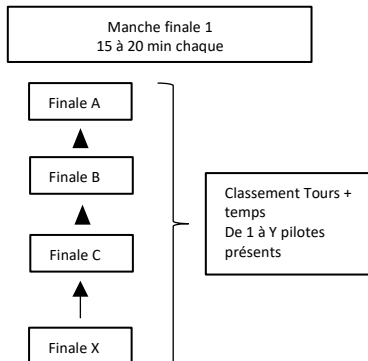 Manche finale 1
15 à 20 min chaque
Finale A
Finale B
Finale C
Finale X
Classement Tours +
temps
De 1 à Y pilotes
présents